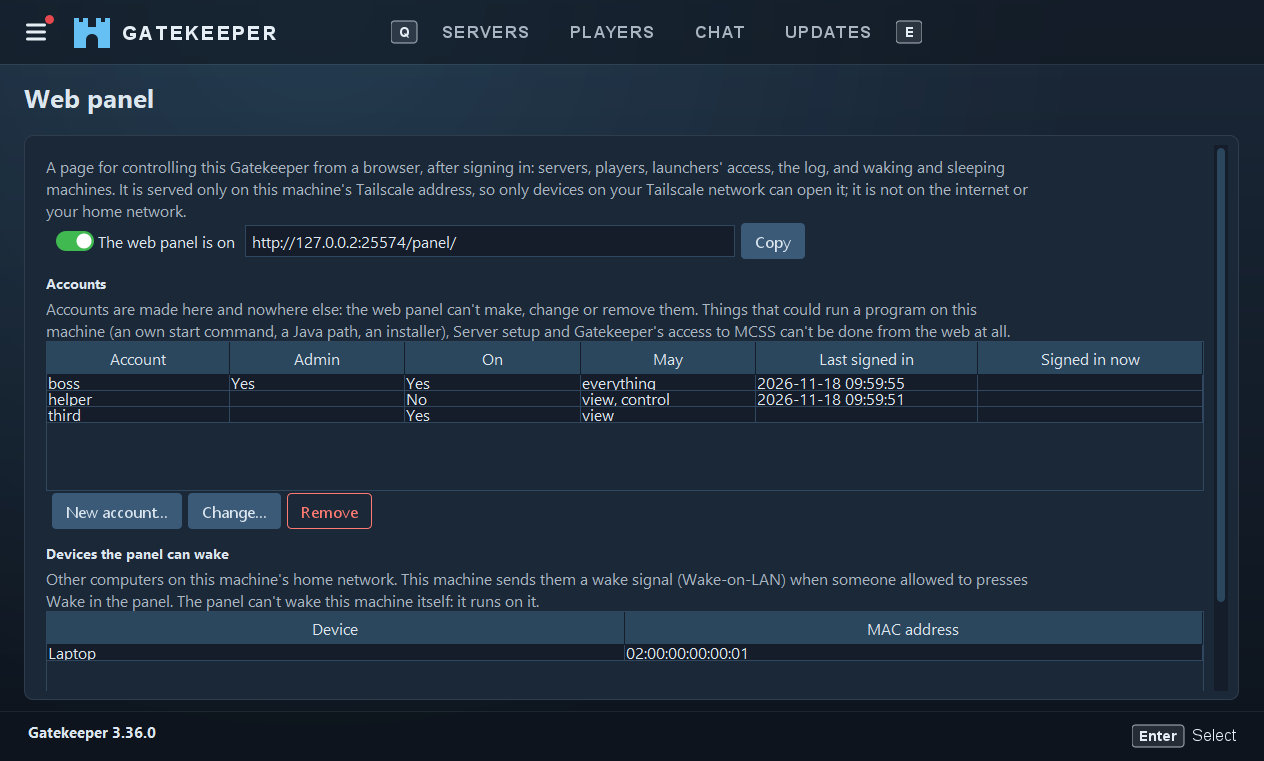 GATEKEEPER
Q SERVERS PLAYERS CHAT UPDATES E
Web panel
A page for controlling this Gatekeeper from a browser, after signing in: servers, players, launchers' access, the log, and waking and sleeping
machines. It is served only on this machine's Tailscale address, so only devices on your Tailscale network can open it; it is not on the internet or
your home network.
The web panel is on http://127.0.0.2:25574/panel/ Copy
Accounts
Accounts are made here and nowhere else: the web panel can't make, change or remove them. Things that could run a program on this
machine (an own start command, a Java path, an installer), Server setup and Gatekeeper's access to MCSS can't be done from the web at all.
Account Admin On May Last signed in Signed in now
boss Yes Yes everything 2026-11-18 09:59:55
helper No view, control 2026-11-18 09:59:51
third Yes view
New account... Change... Remove
Devices the panel can wake
Other computers on this machine's home network. This machine sends them a wake signal (Wake-on-LAN) when someone allowed to presses
Wake in the panel. The panel can't wake this machine itself: it runs on it.
Device MAC address
Laptop 02:00:00:00:00:01
Gatekeeper 3.36.0
Enter Select